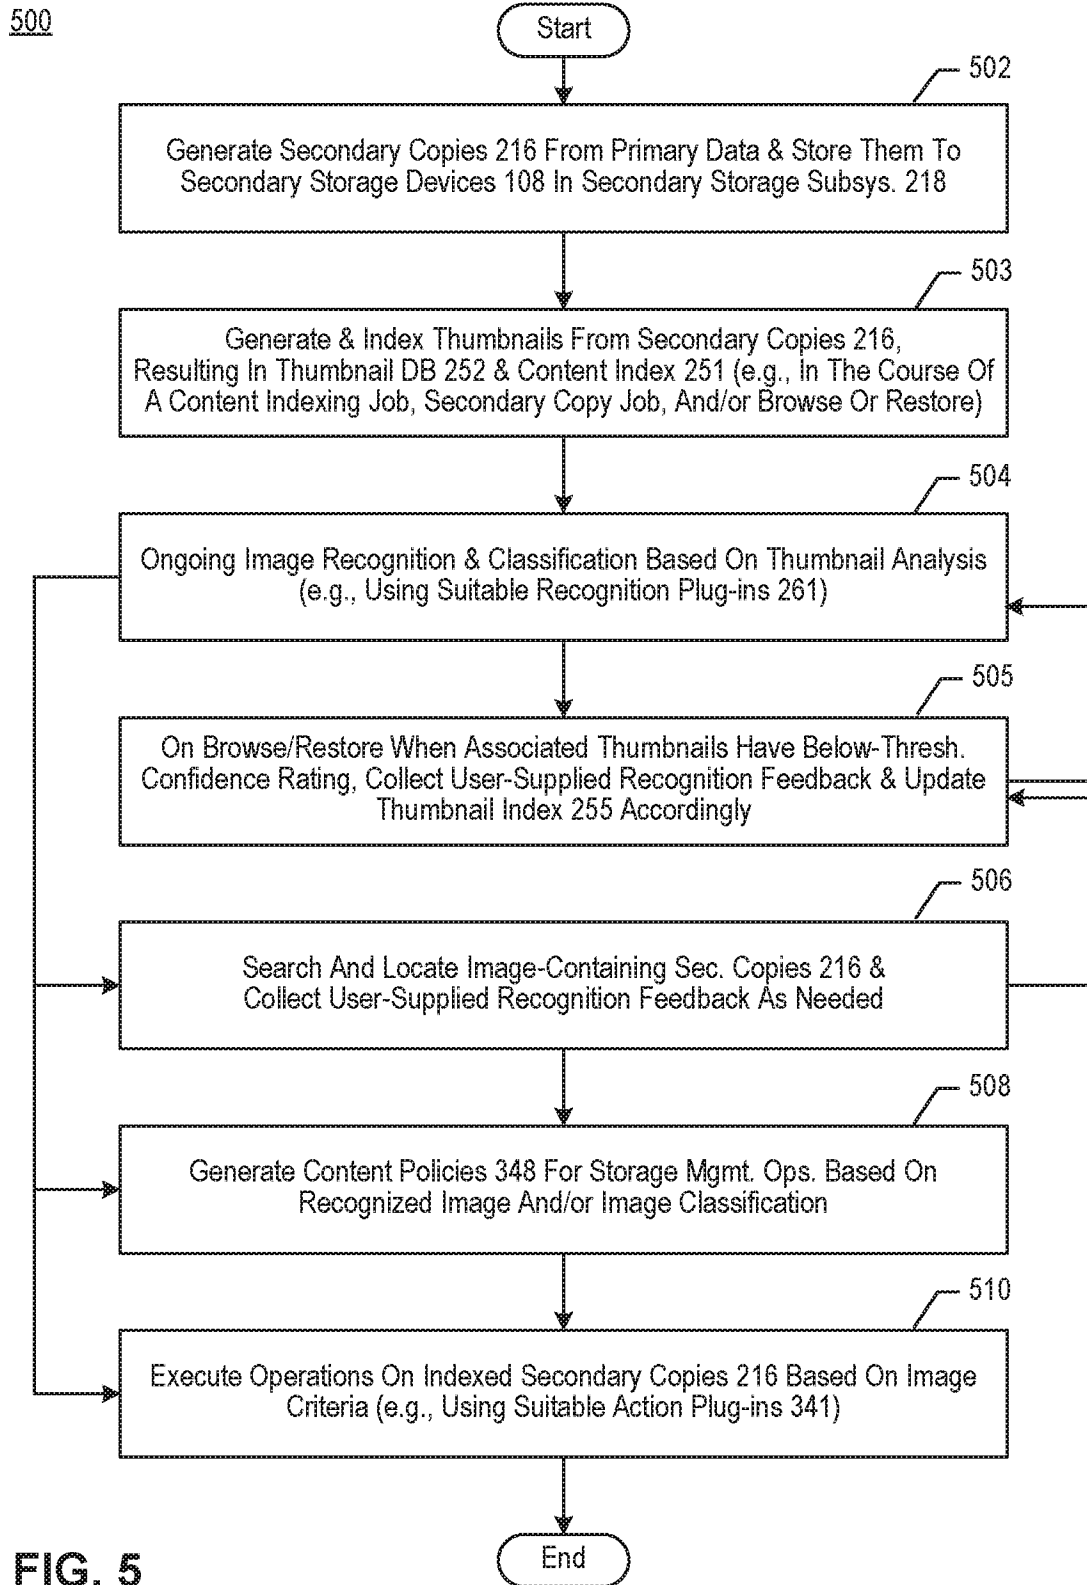 500
Start
502
Generate Secondary Copies 216 From Primary Data & Store Them To
Secondary Storage Devices 108 In Secondary Storage Subsys. 218
503
Generate & Index Thumbnails From Secondary Copies 216,
Resulting In Thumbnail DB 252 & Content Index 251 (e.g., In The Course Of
A Content Indexing Job, Secondary Copy Job, And/or Browse Or Restore)
504
Ongoing Image Recognition & Classification Based On Thumbnail Analysis
(e.g., Using Suitable Recognition Plug-ins 261)
505
On Browse/Restore When Associated Thumbnails Have Below-Thresh.
Confidence Rating, Collect User-Supplied Recognition Feedback & Update
Thumbnail Index 255 Accordingly
506
Search And Locate Image-Containing Sec. Copies 216 &
Collect User-Supplied Recognition Feedback As Needed
508
Generate Content Policies 348 For Storage Mgmt. Ops. Based On
Recognized Image And/or Image Classification
510
Execute Operations On Indexed Secondary Copies 216 Based On Image
Criteria (e.g., Using Suitable Action Plug-ins 341)
End
FIG. 5